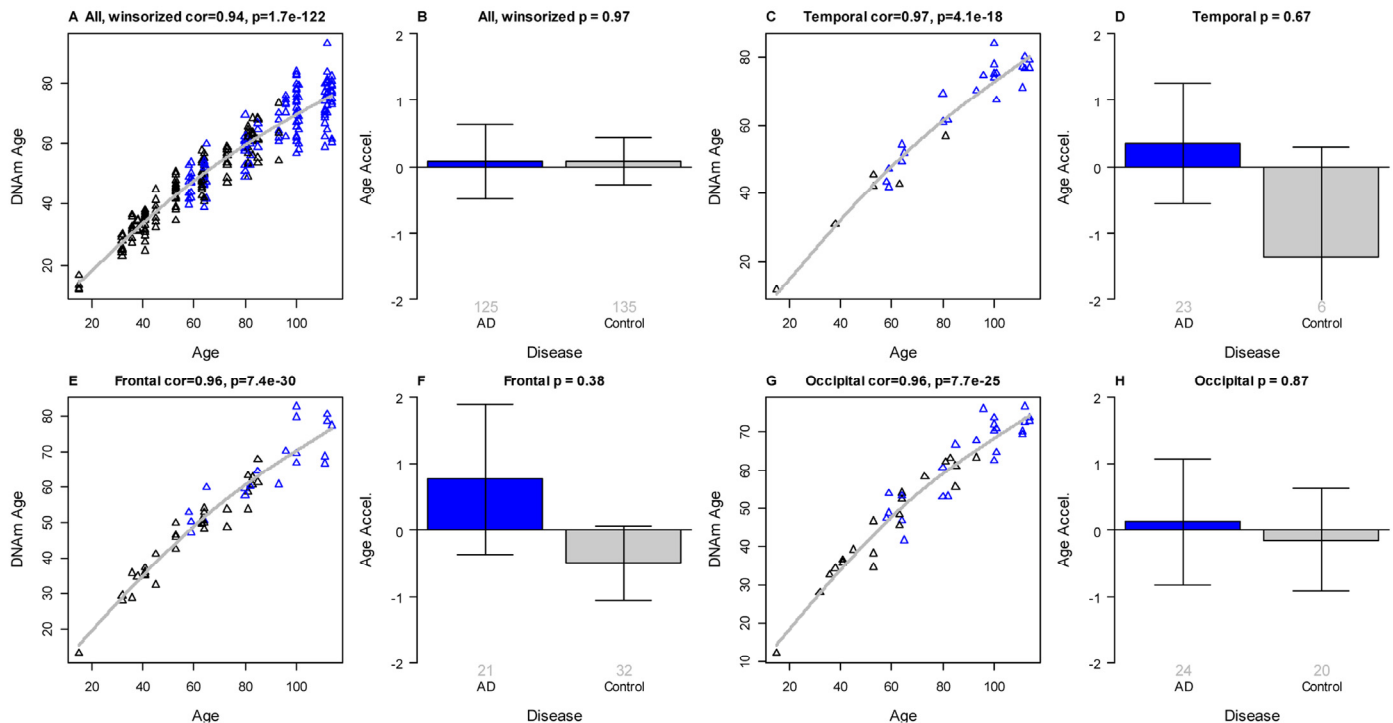 A All, winsorized cor=0.94, p=1.7e-122
DNAm Age
80
60
40
20
20 40 60 80 100
Age
B All, winsorized p = 0.97
Age Accel.
2
1
0
-1
-2
125 135
AD Control
Disease
C Temporal cor=0.97, p=4.1e-18
DNAm Age
80
60
40
20
20 40 60 80 100
Age
D Temporal p = 0.67
Age Accel.
2
1
0
-1
-2
23 6
AD Control
Disease
E Frontal cor=0.96, p=7.4e-30
DNAm Age
80
70
60
50
40
30
20
20 40 60 80 100
Age
F Frontal p = 0.38
Age Accel.
2
1
0
-1
-2
21 32
AD Control
Disease
G Occipital cor=0.96, p=7.7e-25
DNAm Age
70
60
50
40
30
20
10
20 40 60 80 100
Age
H Occipital p = 0.87
Age Accel.
2
1
0
-1
-2
24 20
AD Control
Disease